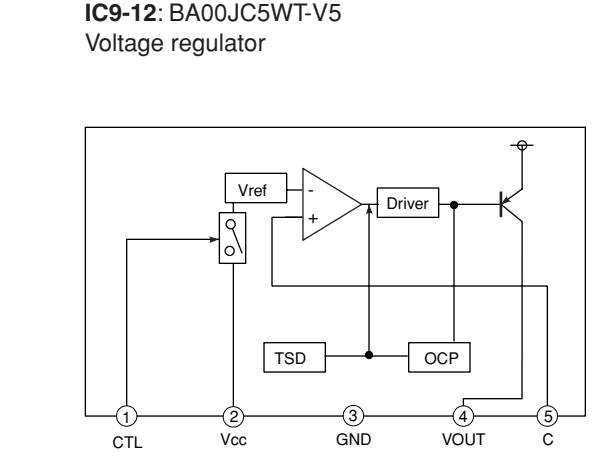 IC9-12: BA00JC5WT-V5
Voltage regulator
Vref
-
+
Driver
TSD
OCP
1
2
3
4
5
CTL
Vcc
GND
VOUT
C